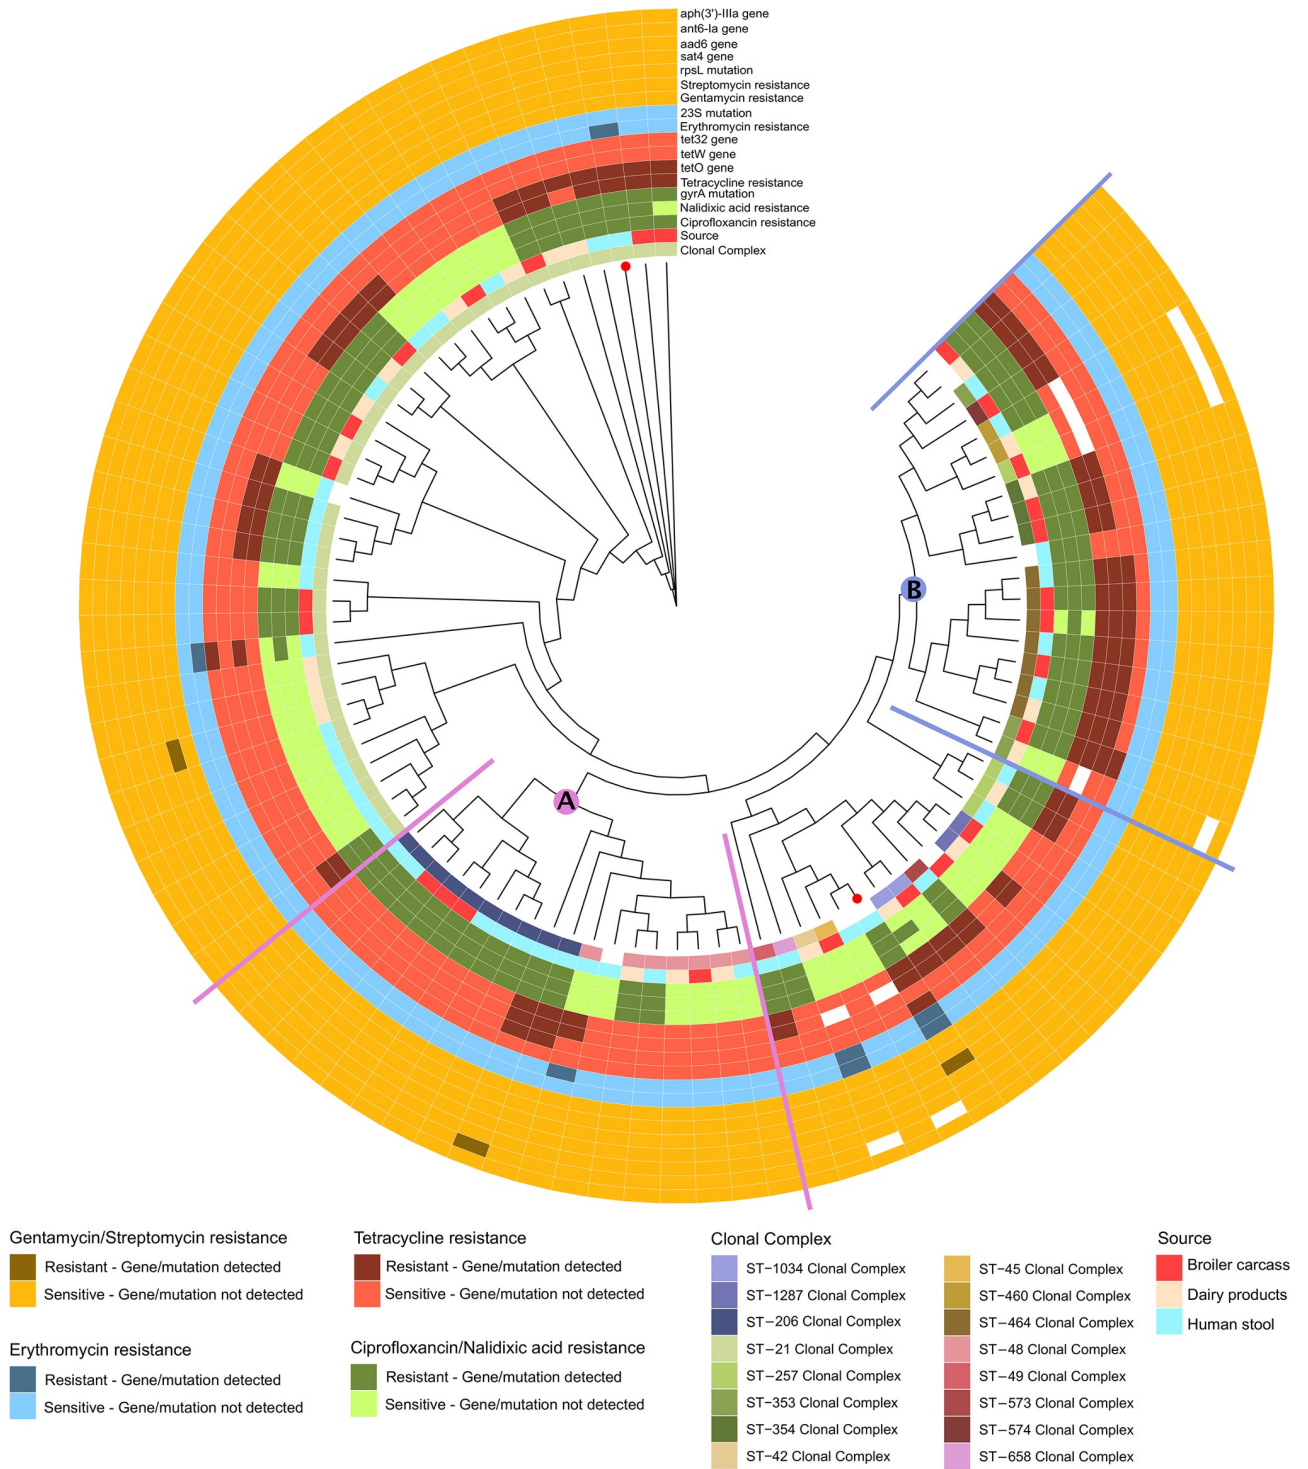 aph(3')-IIIa gene
ant6-Ia gene
aad6 gene
sat4 gene
rpsL mutation
Streptomycin resistance
Gentamycin resistance
23S mutation
Erythromycin resistance
tet32 gene
tetW gene
tetO gene
Tetracycline resistance
gyrA mutation
Nalidixic acid resistance
Ciprofloxancin resistance
Source
Clonal Complex
B
A
Gentamycin/Streptomycin resistance
Resistant - Gene/mutation detected
Sensitive - Gene/mutation not detected
Erythromycin resistance
Resistant - Gene/mutation detected
Sensitive - Gene/mutation not detected
Tetracycline resistance
Resistant - Gene/mutation detected
Sensitive - Gene/mutation not detected
Ciprofloxancin/Nalidixic acid resistance
Resistant - Gene/mutation detected
Sensitive - Gene/mutation not detected
Clonal Complex
ST−1034 Clonal Complex
ST−1287 Clonal Complex
ST−206 Clonal Complex
ST−21 Clonal Complex
ST−257 Clonal Complex
ST−353 Clonal Complex
ST−354 Clonal Complex
ST−42 Clonal Complex
ST−45 Clonal Complex
ST−460 Clonal Complex
ST−464 Clonal Complex
ST−48 Clonal Complex
ST−49 Clonal Complex
ST−573 Clonal Complex
ST−574 Clonal Complex
ST−658 Clonal Complex
Source
Broiler carcass
Dairy products
Human stool